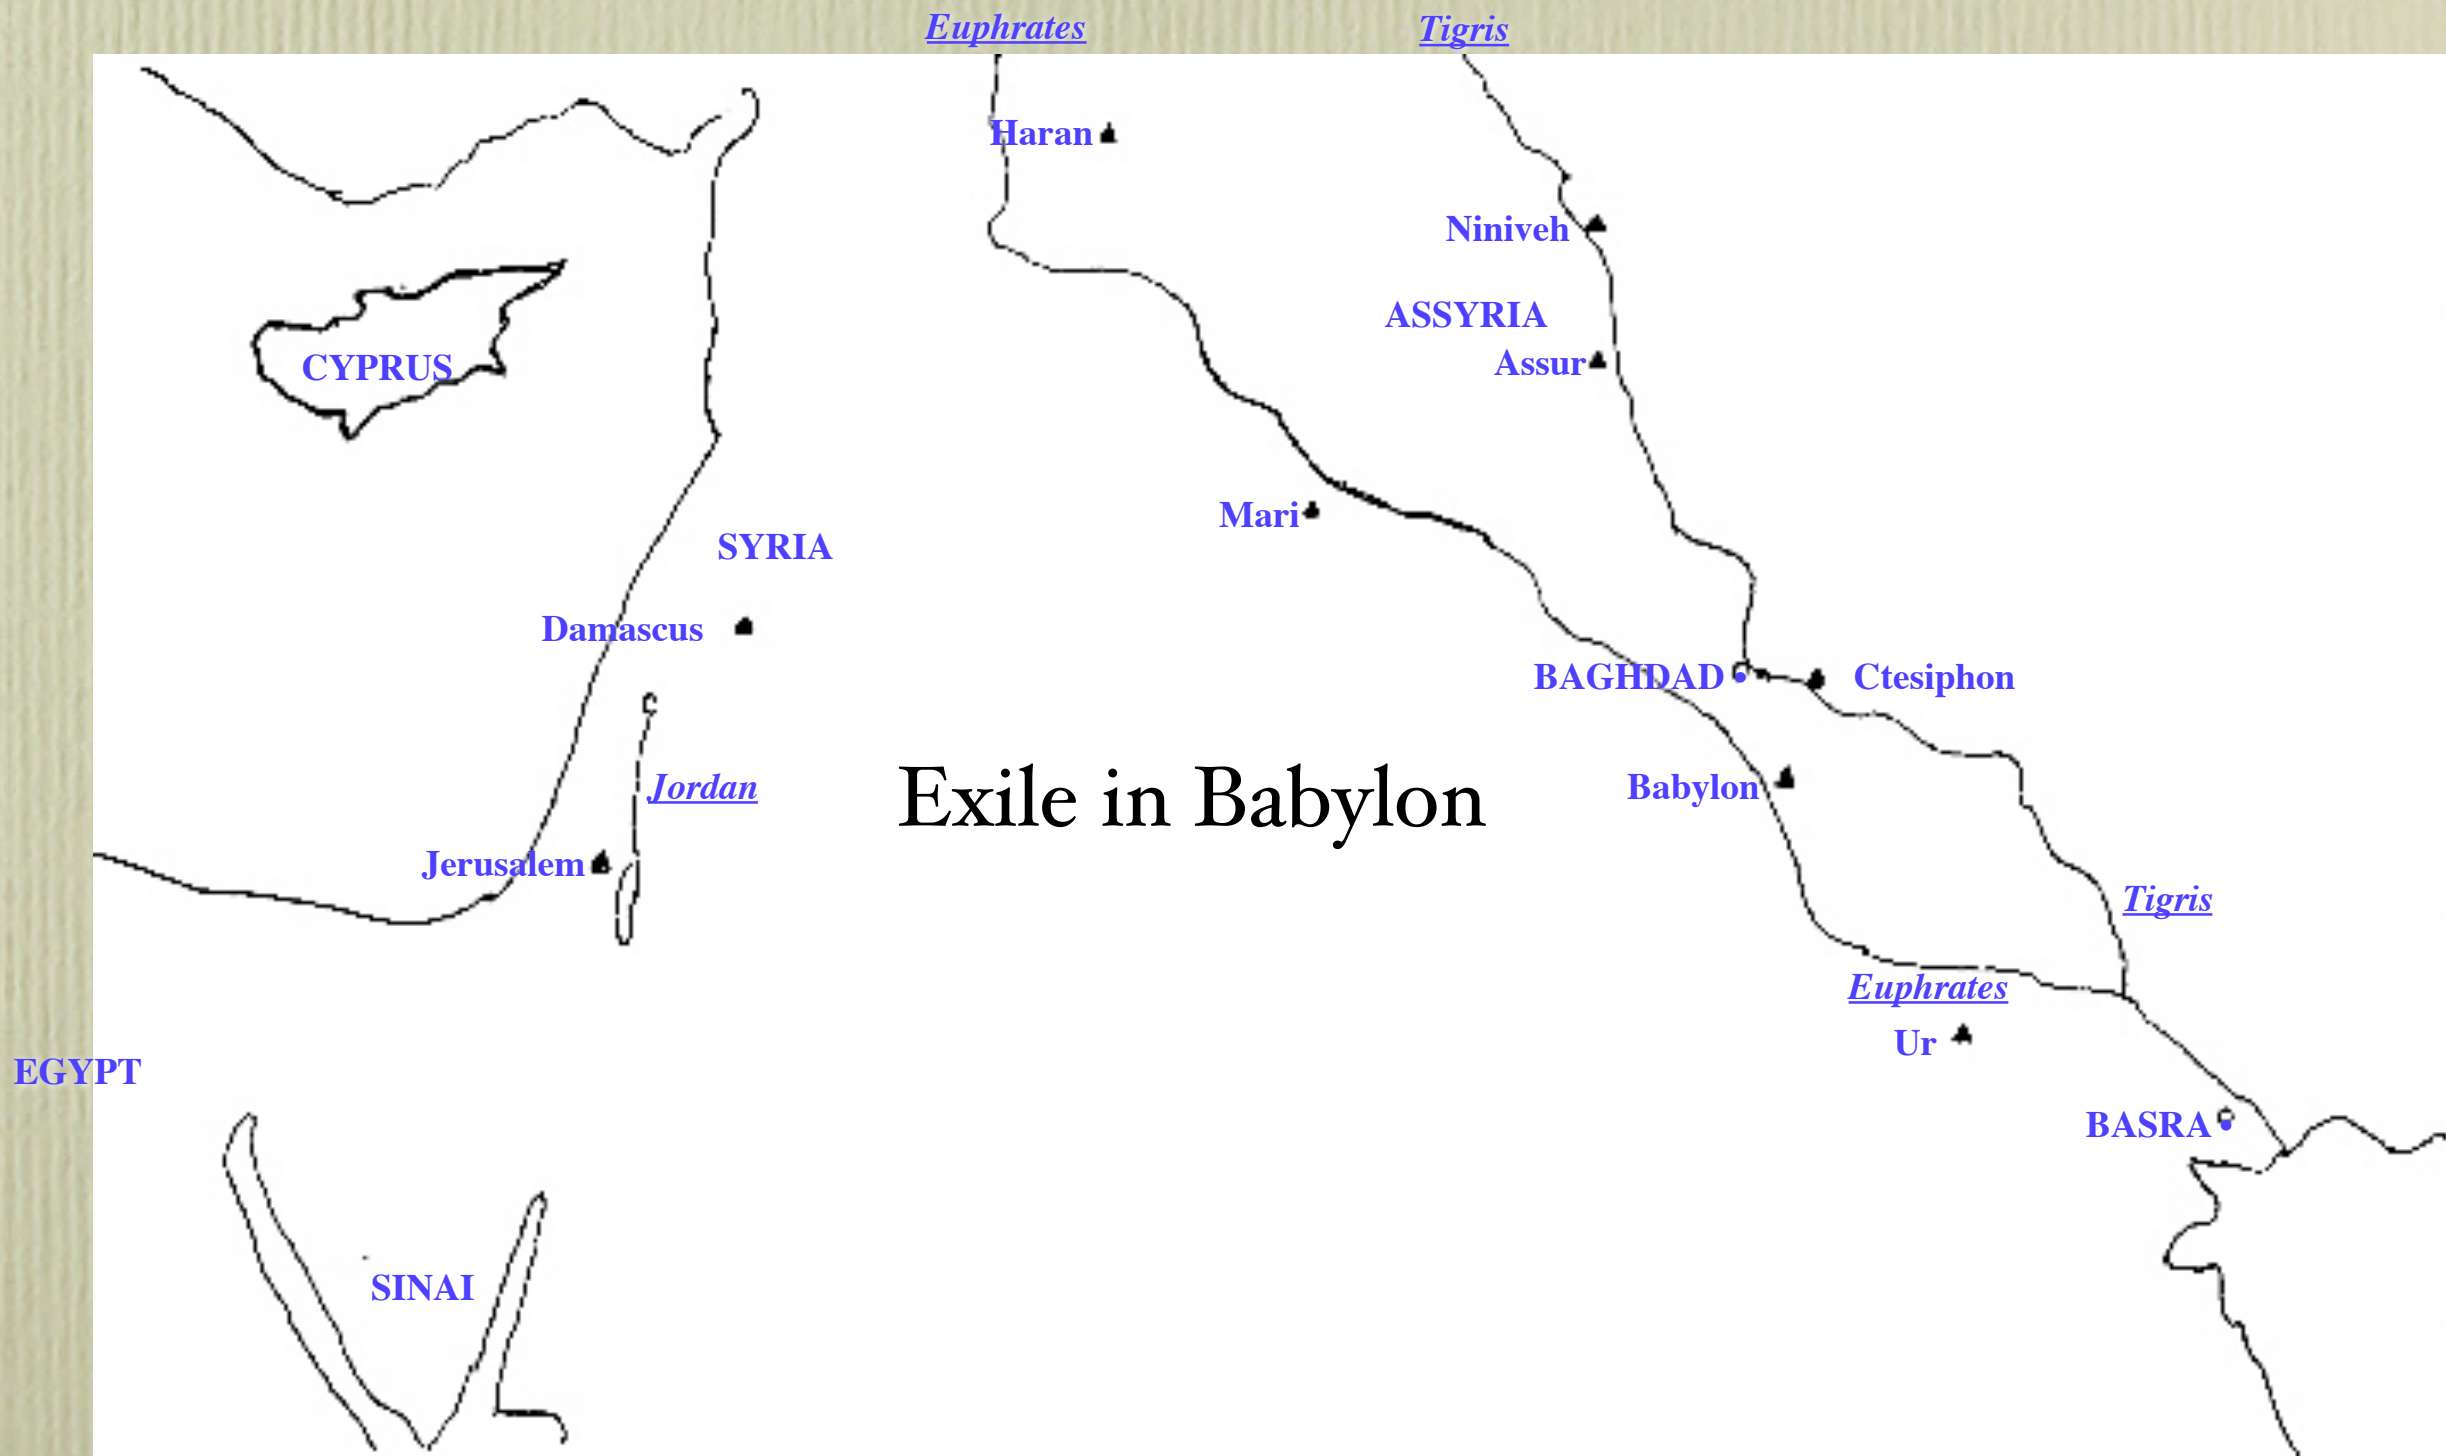 Euphrates
Tigris
Haran
Niniveh
ASSYRIA
CYPRUS
Assur
Mari
SYRIA
Damascus
BAGHDAD
Ctesiphon
Jordan
Exile in Babylon
Babylon
Jerusalem
Tigris
Euphrates
Ur
EGYPT
BASRA
SINAI